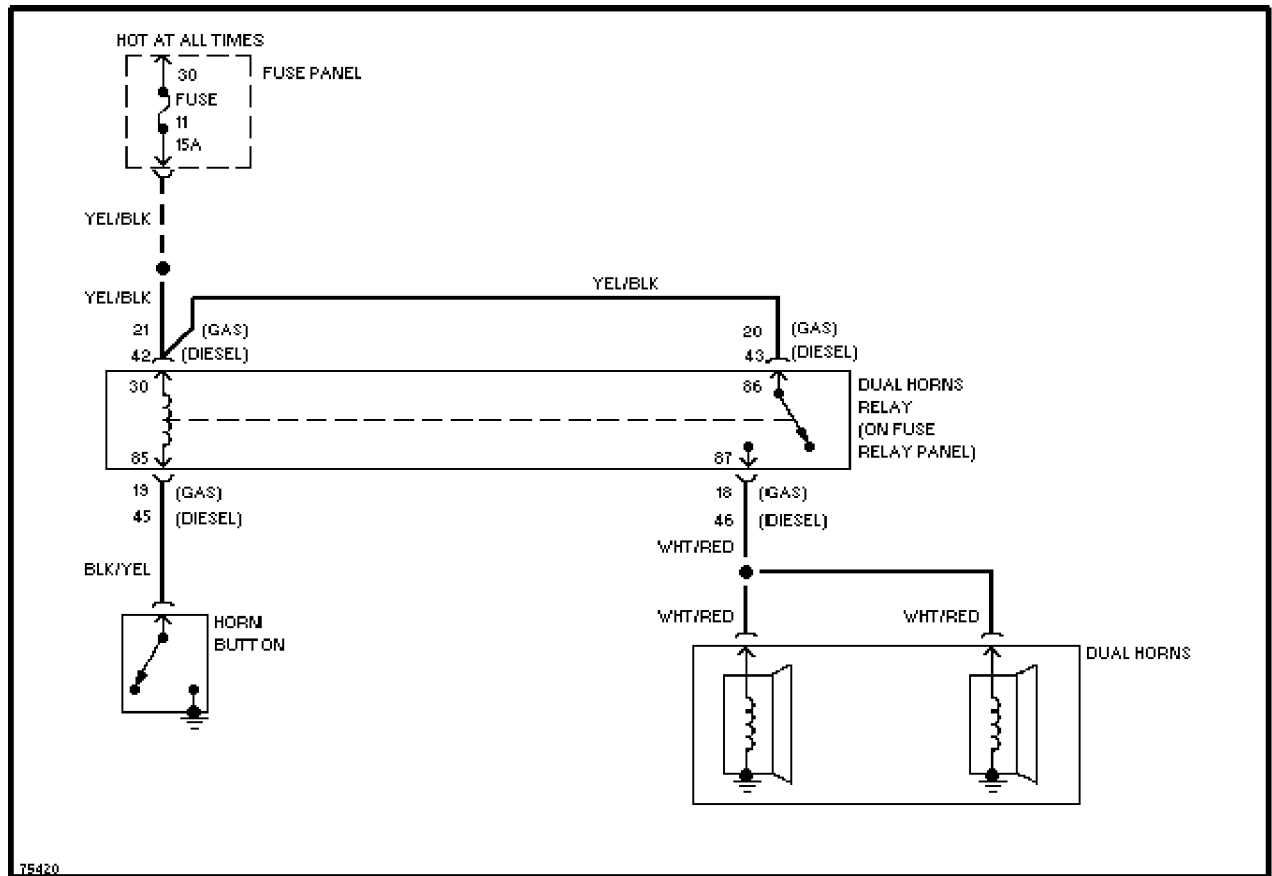 HOT AT ALL TIMES
30
FUSE PANEL
FUSE
11
15A
YEL/BLK
YEL/BLK
YEL/BLK
21 (GAS)
42 (DIESEL)
20 (GAS)
43 (DIESEL)
30
86
DUAL HORNS
RELAY
(ON FUSE
RELAY PANEL)
85
87
19 (GAS)
45 (DIESEL)
18 (GAS)
46 (DIESEL)
WHT/RED
BLK/YEL
HORN
BUTTON
WHT/RED
WHT/RED
DUAL HORNS
75420